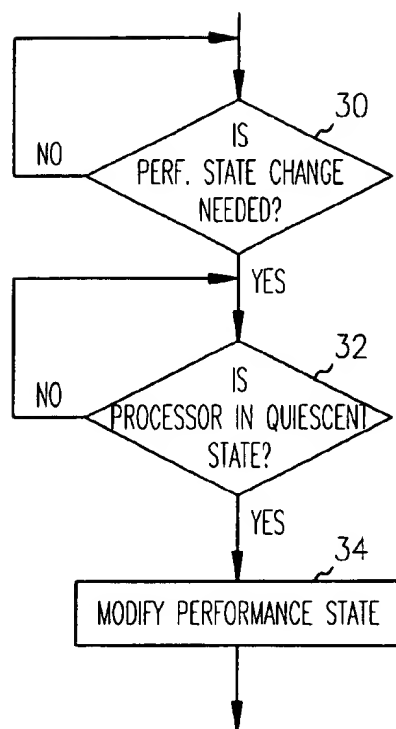 30
IS
PERF. STATE CHANGE
NEEDED?
NO
YES
32
IS
PROCESSOR IN QUIESCENT
STATE?
NO
YES
34
MODIFY PERFORMANCE STATE